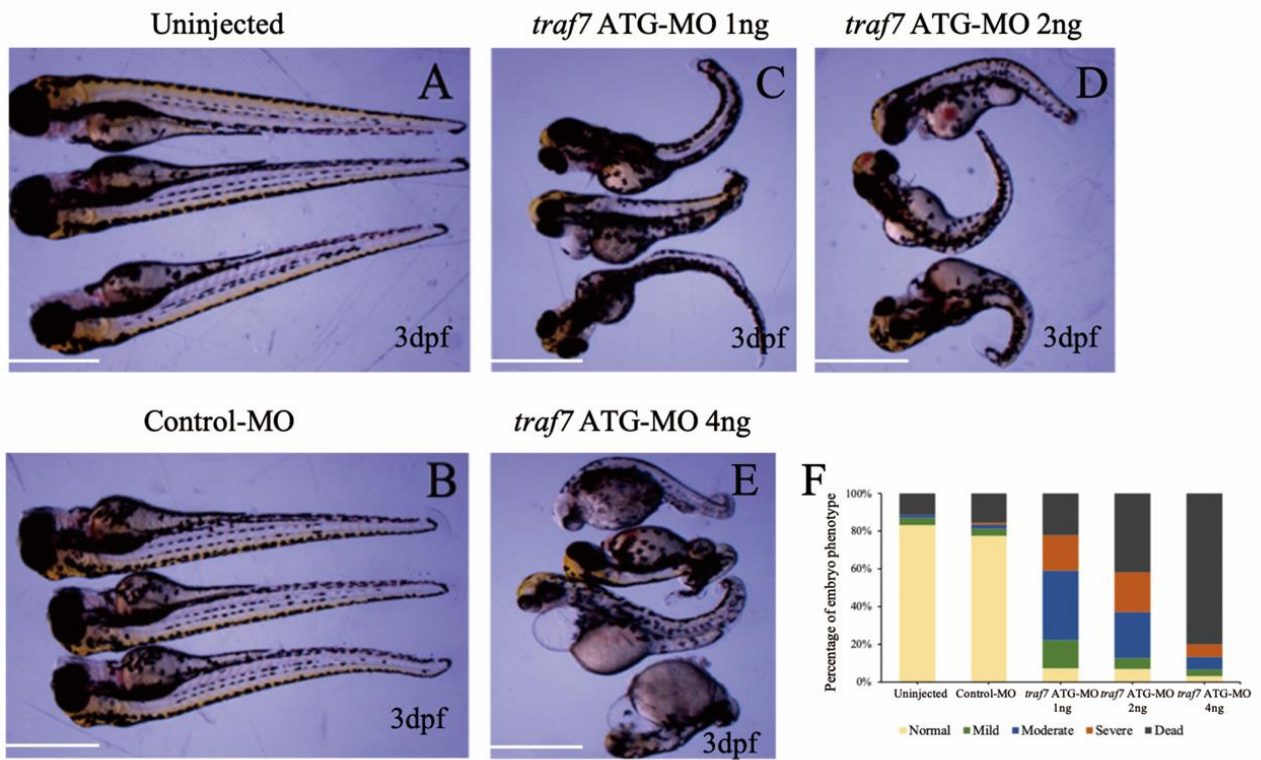 Uninjected
traf7 ATG-MO 1ng
traf7 ATG-MO 2ng
A
C
D
3dpf
3dpf
3dpf
Control-MO
traf7 ATG-MO 4ng
B
E
F
3dpf
3dpf
Percentage of embryo phenotype
100%
80%
60%
40%
20%
0%
Uninjected
Control-MO
traf7 ATG-MO
1ng
traf7 ATG-MO
2ng
traf7 ATG-MO
4ng
Normal
Mild
Moderate
Severe
Dead